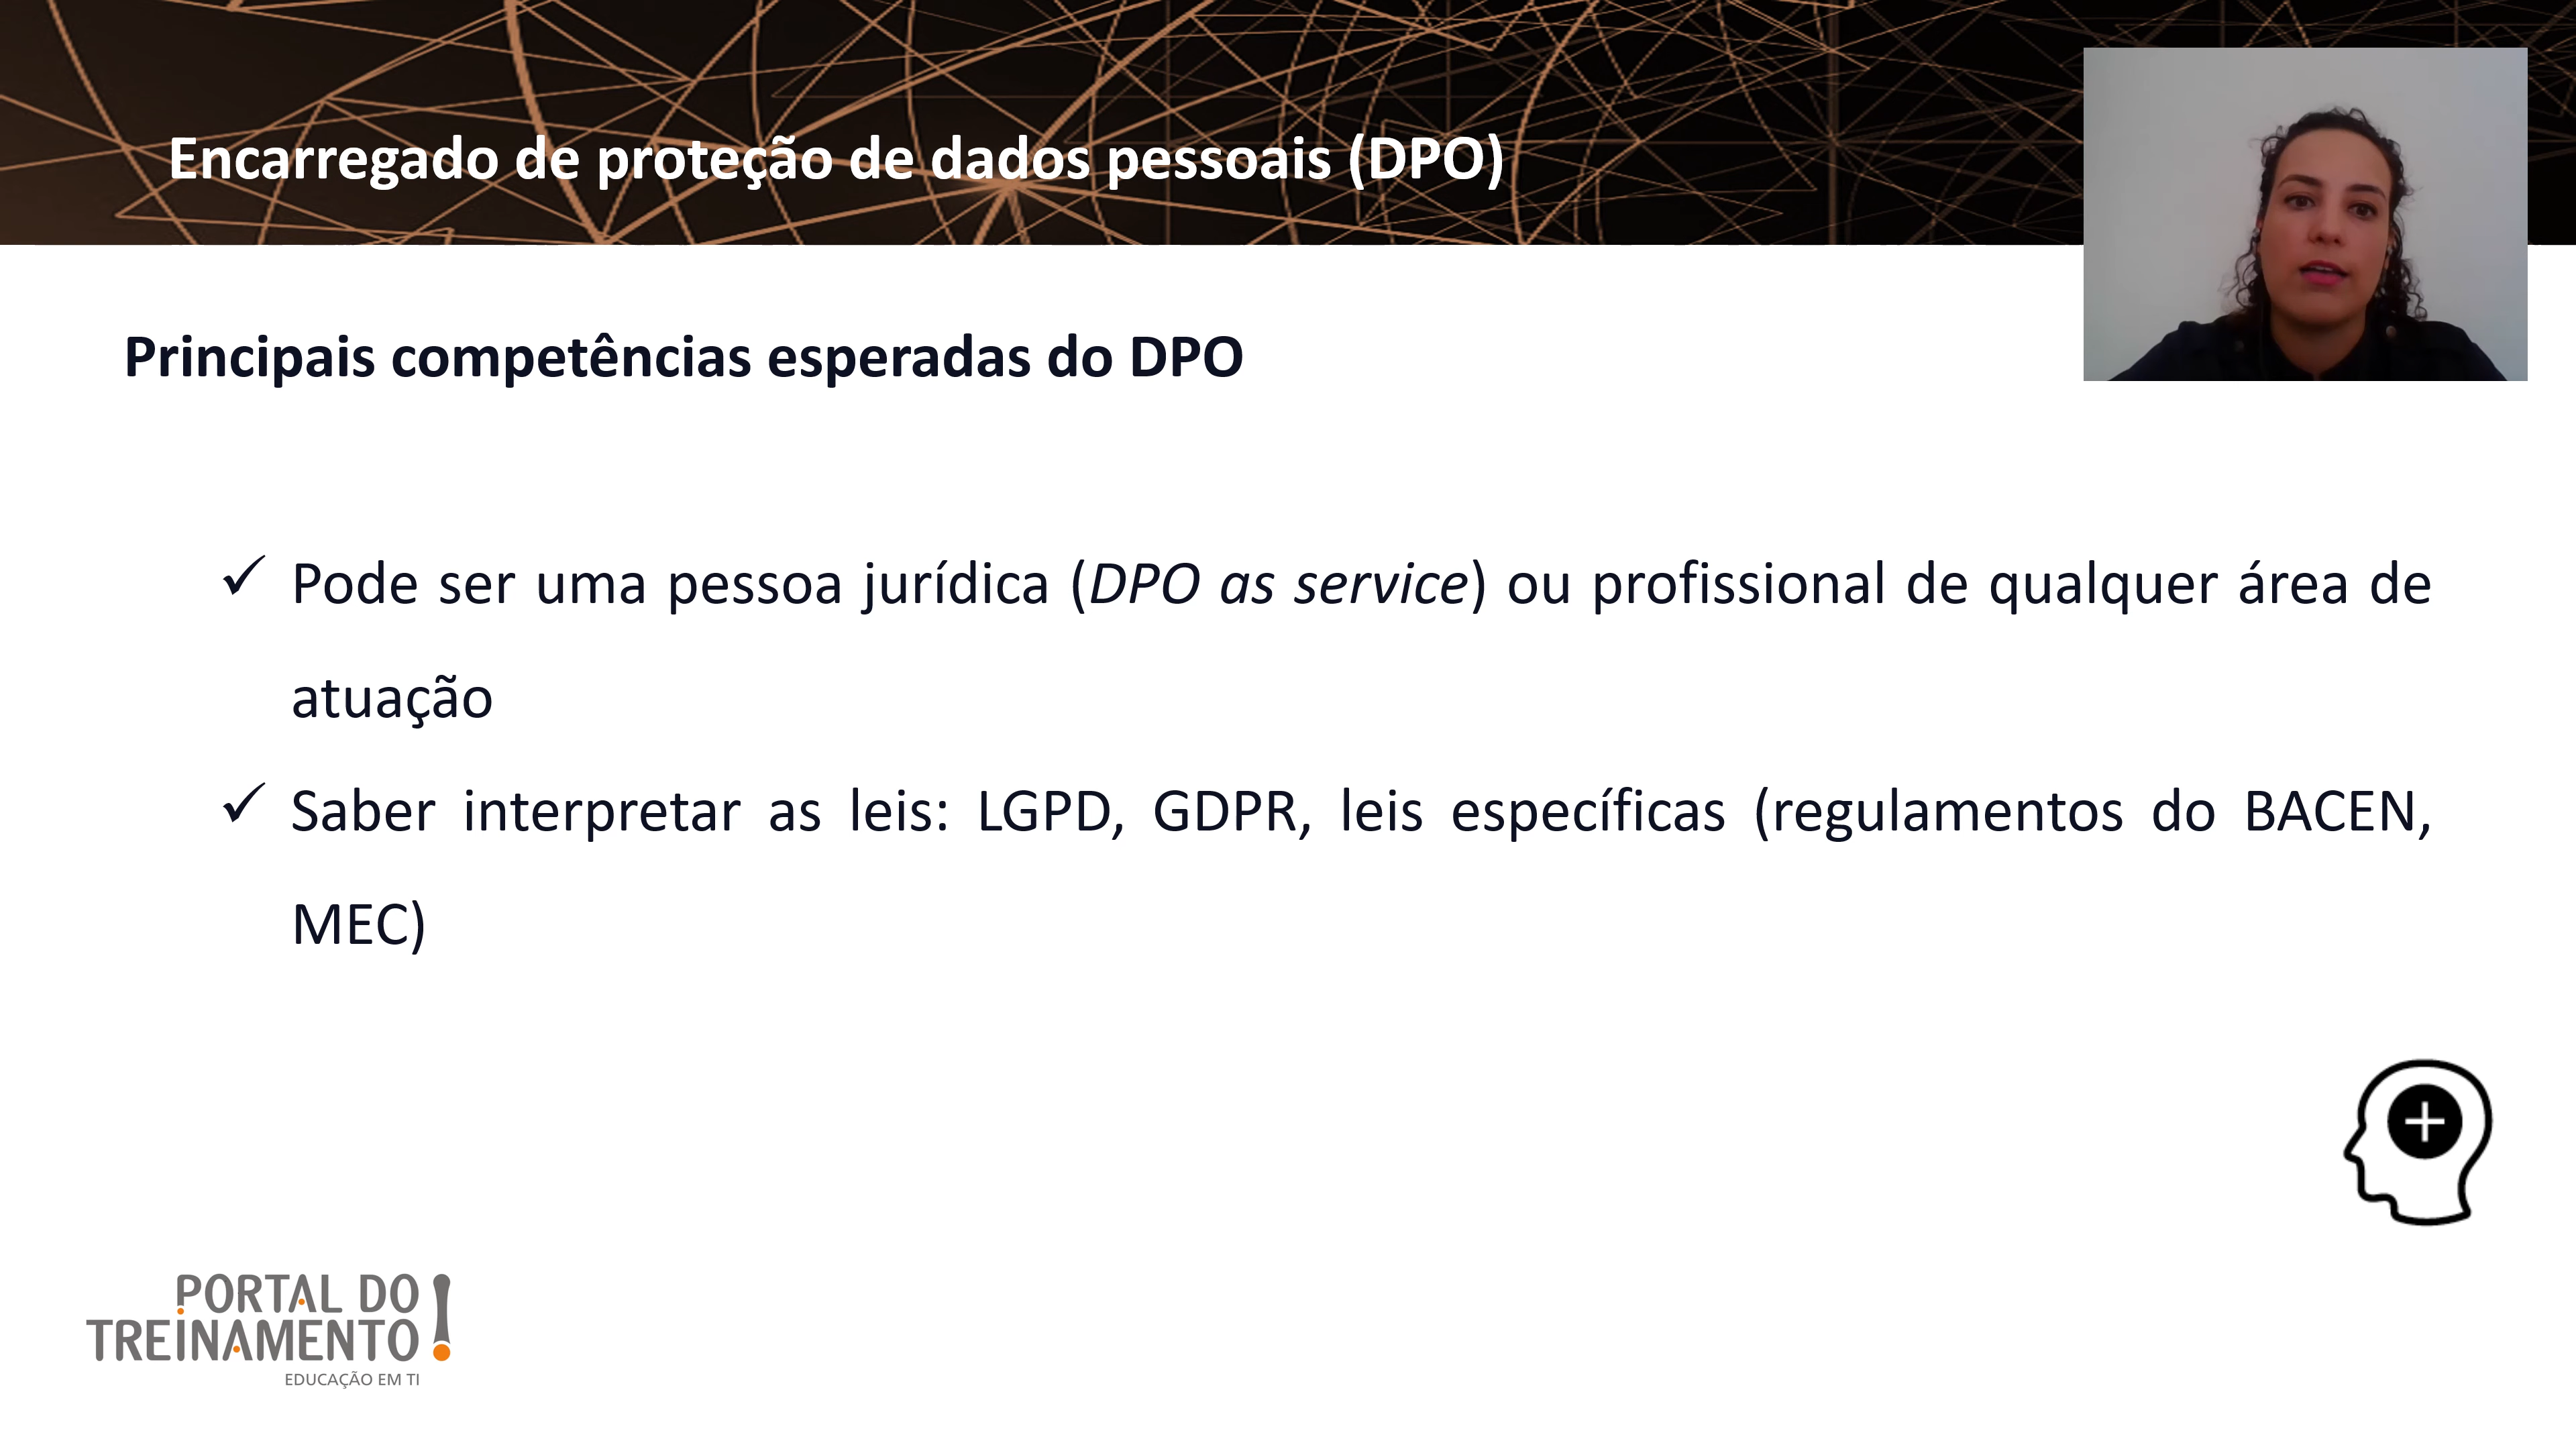 Encarregado de proteção de dados pessoais (DPO)
Principais competências esperadas do DPO
✓ Pode ser uma pessoa jurídica (DPO as service) ou profissional de qualquer área de
atuação
✓ Saber interpretar as leis: LGPD, GDPR, leis específicas (regulamentos do BACEN,
MEC)
PORTAL DO
TREINAMENTO!
EDUCAÇÃO EM TI